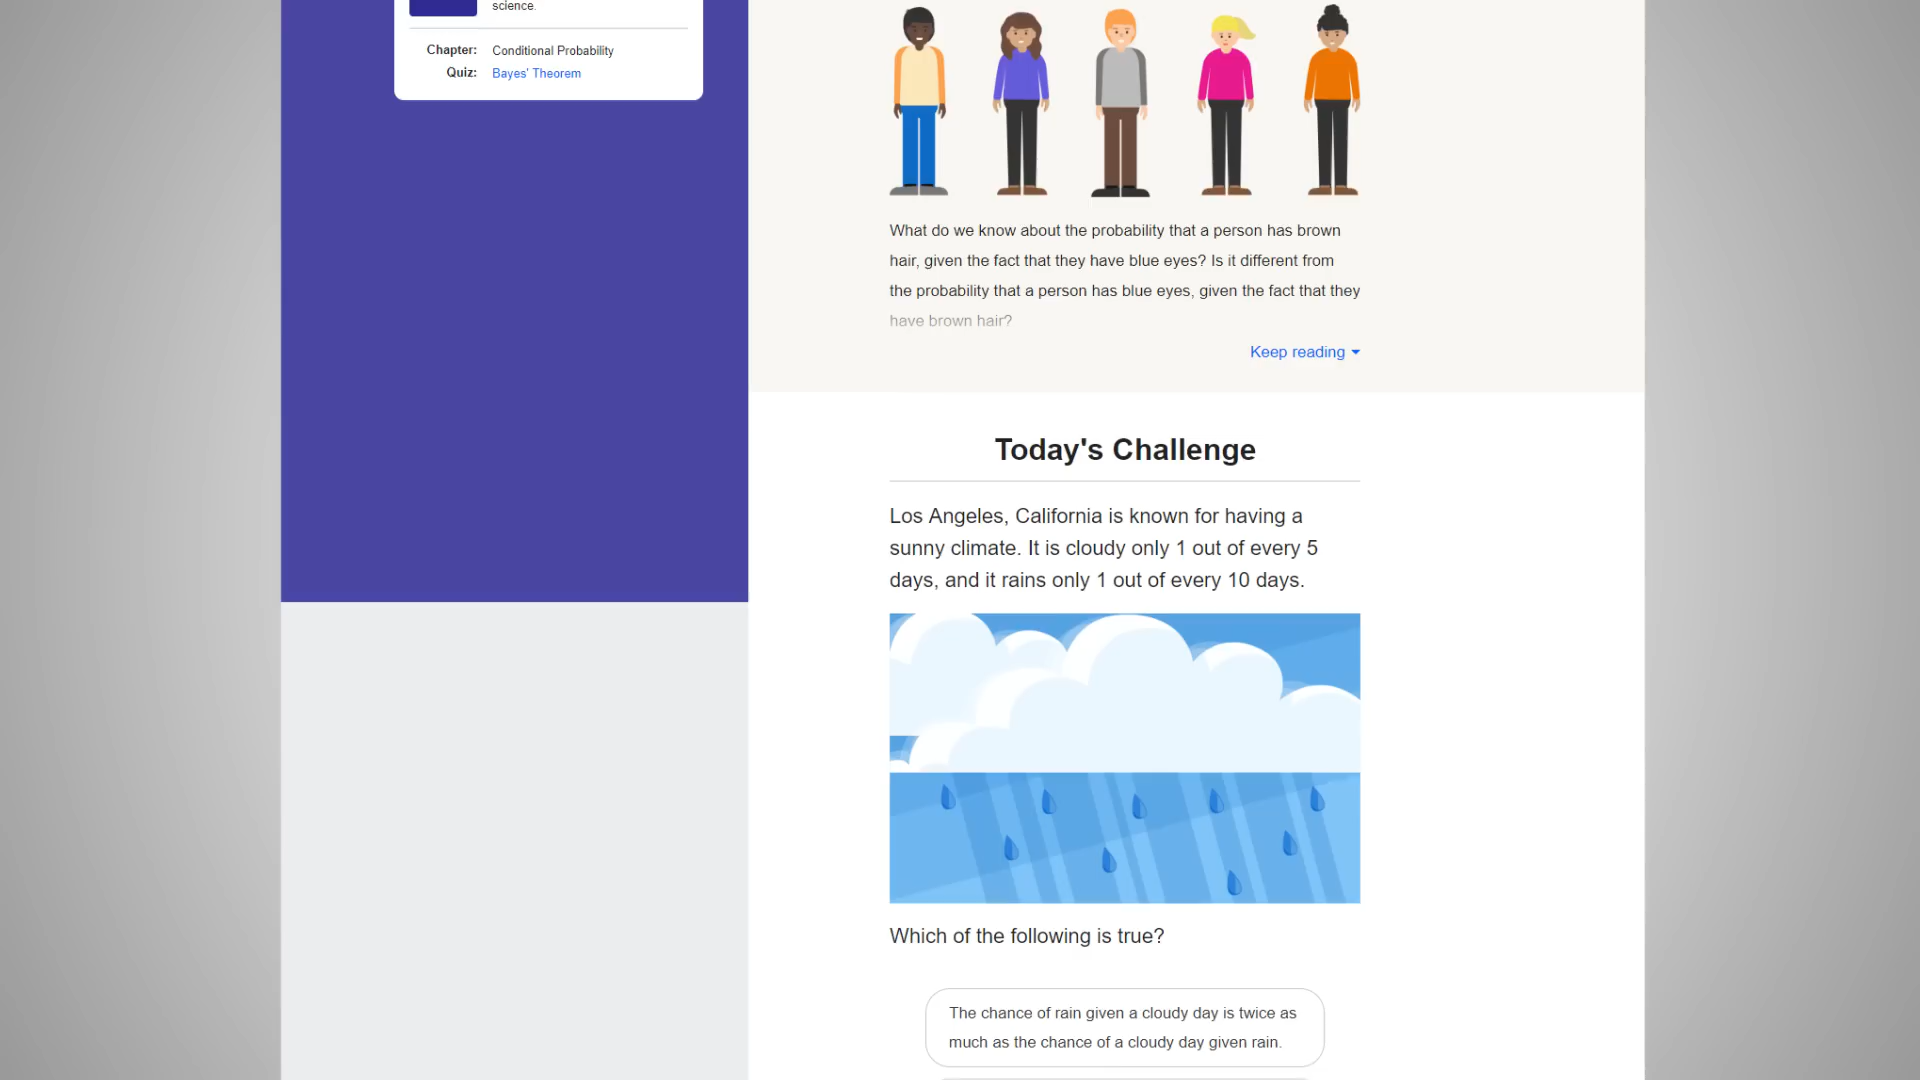 science.
Chapter: Conditional Probability
Quiz: Bayes' Theorem
What do we know about the probability that a person has brown
hair, given the fact that they have blue eyes? Is it different from
the probability that a person has blue eyes, given the fact that they
have brown hair?
Keep reading
Today's Challenge
Los Angeles, California is known for having a
sunny climate. It is cloudy only 1 out of every 5
days, and it rains only 1 out of every 10 days.
Which of the following is true?
The chance of rain given a cloudy day is twice as
much as the chance of a cloudy day given rain.